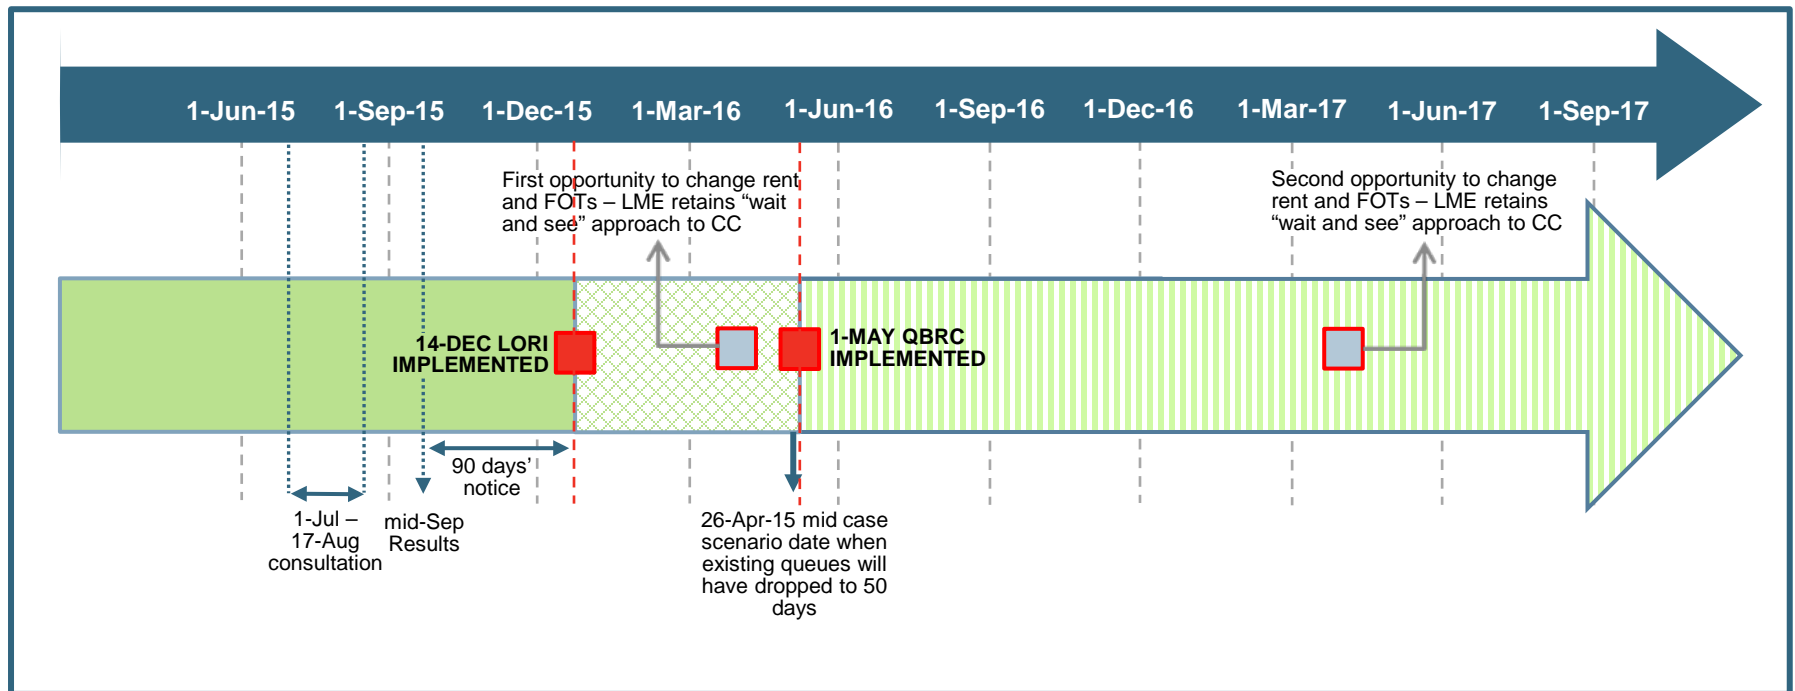 1-Jun-15 1-Sep-15 1-Dec-15 1-Mar-16 1-Jun-16 1-Sep-16 1-Dec-16 1-Mar-17 1-Jun-17 1-Sep-17
First opportunity to change rent
and FOTs – LME retains “wait
and see” approach to CC
Second opportunity to change
rent and FOTs – LME retains
“wait and see” approach to CC
14-DEC LORI
IMPLEMENTED
1-MAY QBRC
IMPLEMENTED
90 days’
notice
1-Jul –
17-Aug
consultation
mid-Sep
Results
26-Apr-15 mid case
scenario date when
existing queues will
have dropped to 50
days